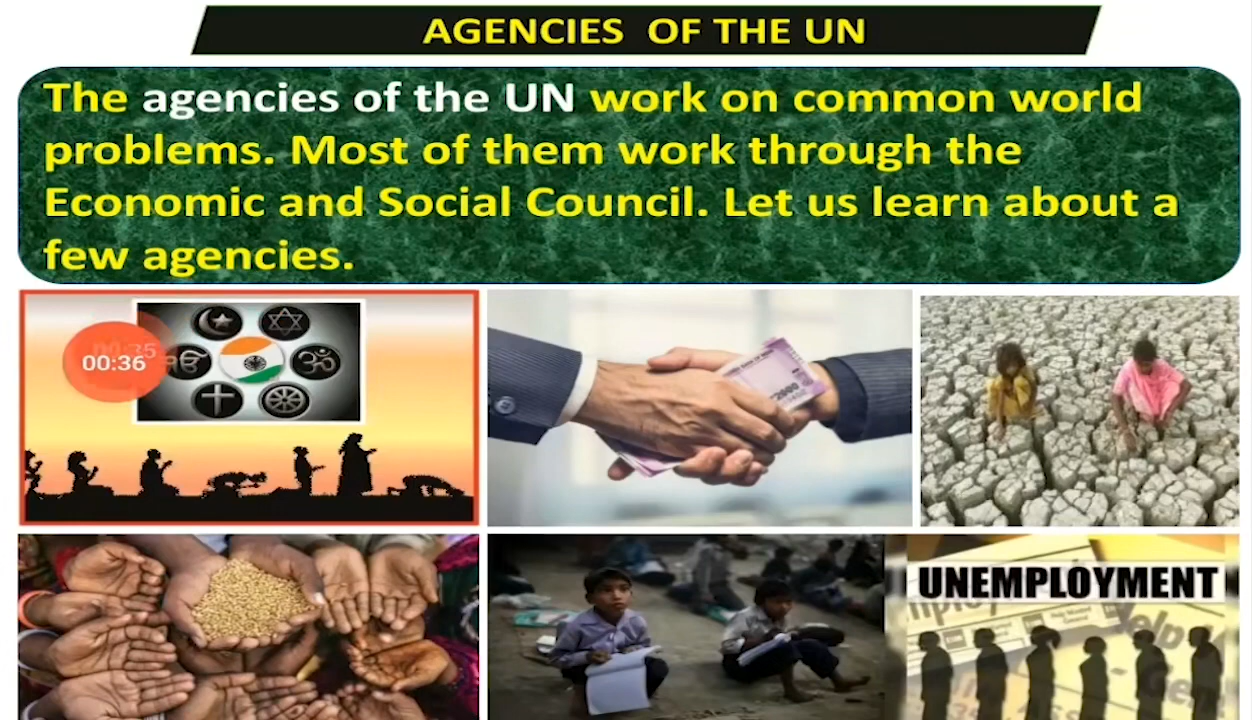 AGENCIES OF THE UN
The agencies of the UN work on common world
problems. Most of them work through the
Economic and Social Council. Let us learn about a
few agencies.
00:36
2000
UNEMPLOYMENT